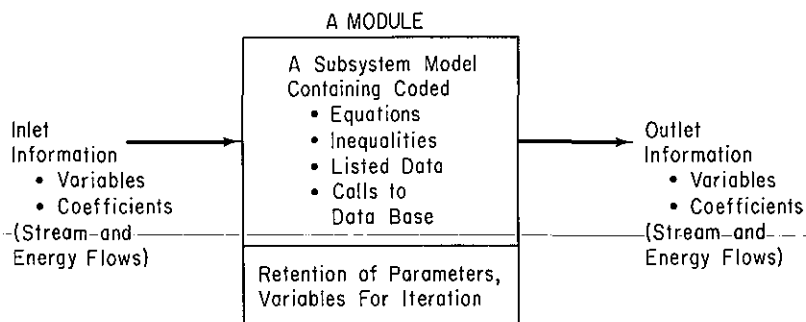 A MODULE
A Subsystem Model
Containing Coded
• Equations
• Inequalities
• Listed Data
• Calls to
Data Base
Inlet
Information
• Variables
• Coefficients
(Stream and
Energy Flows)
Outlet
Information
• Variables
• Coefficients
(Stream and
Energy Flows)
Retention of Parameters,
Variables For Iteration